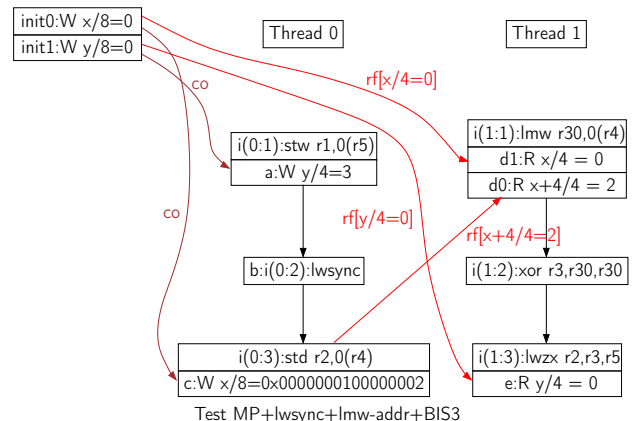 init0:W x/8=0
init1:W y/8=0
Thread 0
Thread 1
rf[x/4=0]
co
i(0:1):stw r1,0(r5)
a:W y/4=3
i(1:1):lmw r30,0(r4)
d1:R x/4 = 0
d0:R x+4/4 = 2
co
rf[y/4=0]
rf[x+4/4=2]
b:i(0:2):lwsync
i(1:2):xor r3,r30,r30
i(0:3):std r2,0(r4)
c:W x/8=0x0000000100000002
i(1:3):lwzx r2,r3,r5
e:R y/4 = 0
Test MP+lwsync+lmw-addr+BIS3